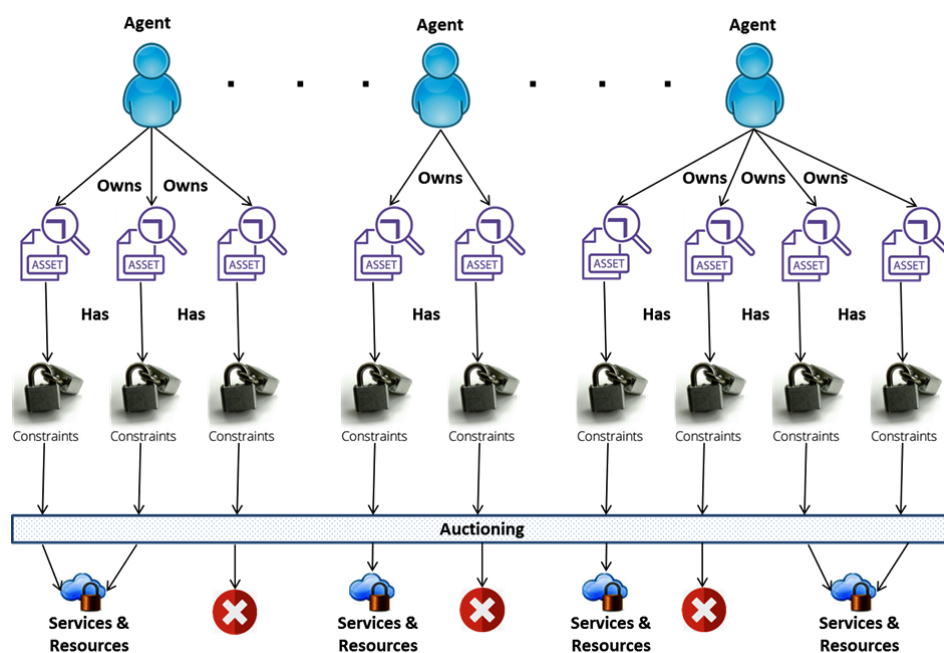 Agent Agent Agent
Owns Owns Owns Owns Owns Owns
ASSET ASSET ASSET ASSET ASSET ASSET ASSET ASSET ASSET
Has Has Has Has Has Has
Constraints Constraints Constraints Constraints Constraints Constraints Constraints Constraints Constraints
Auctioning
Services & Services & Services & Services &
Resources Resources Resources Resources